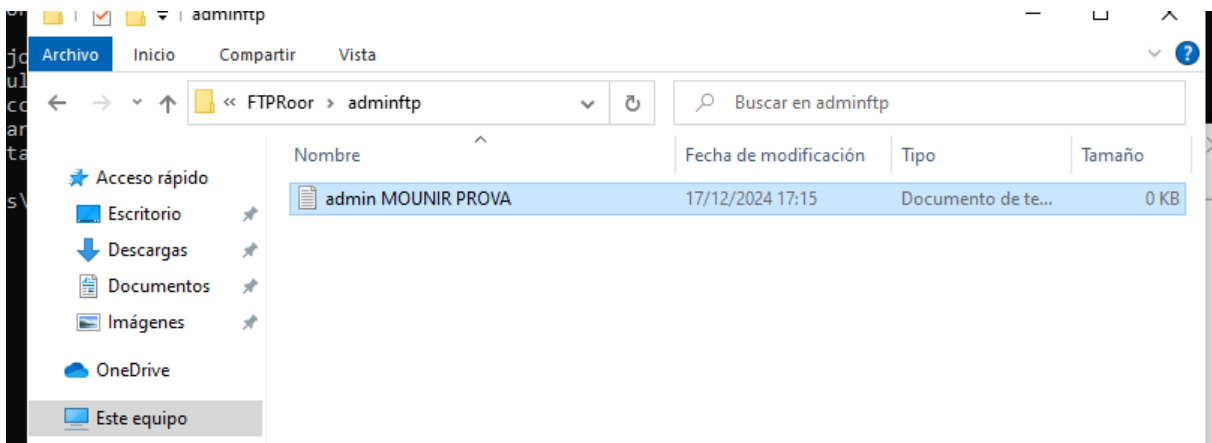 adminftp
Archivo Inicio Compartir Vista
« FTPRoor > adminftp Buscar en adminftp
Nombre Fecha de modificación Tipo Tamaño
Acceso rápido
admin MOUNIR PROVA 17/12/2024 17:15 Documento de te... 0 KB
Escritorio
Descargas
Documentos
Imágenes
OneDrive
Este equipo